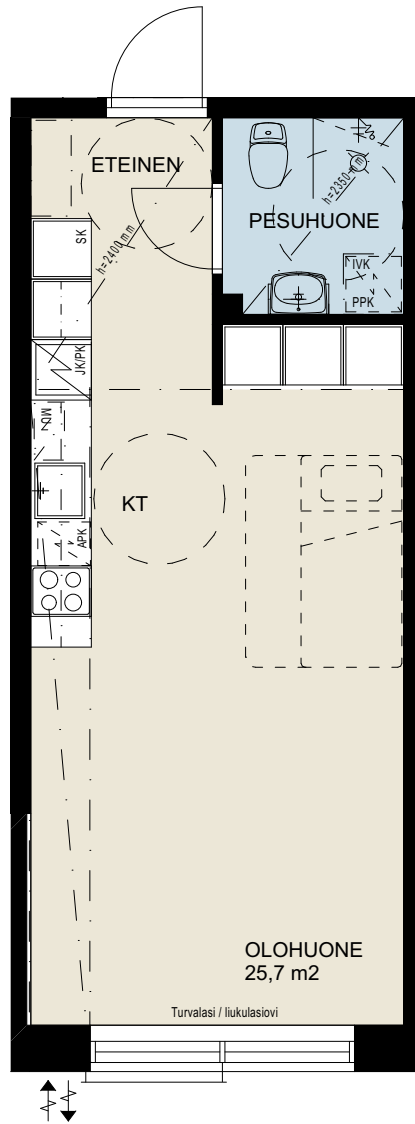 ETEINEN
h=2400 mm
h=2350 mm
PESUHUONE
SK
IVK
PPK
JK/PK
MU
KT
APK
OLOHUONE
25,7 m2
Turvalasi / liukulasiovi